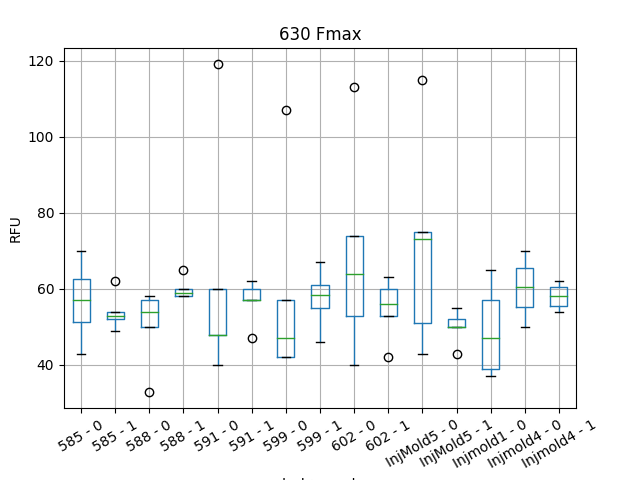 630 Fmax
RFU
120
100
80
60
40
585 - 0
585 - 1
588 - 0
588 - 1
591 - 0
591 - 1
599 - 0
599 - 1
602 - 0
602 - 1
InjMold5 - 0
InjMold5 - 1
Injmold1 - 0
Injmold4 - 0
Injmold4 - 1